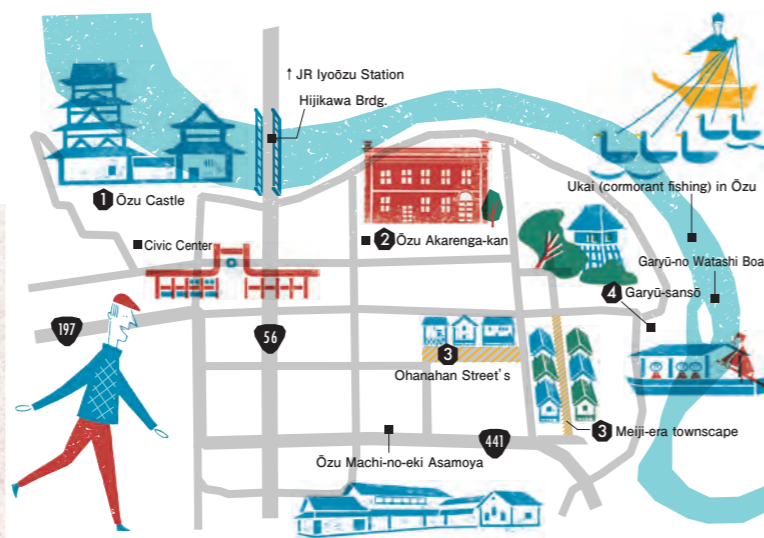 ↑ JR Iyoōzu Station
Hijikawa Brdg.
1 Ōzu Castle
Ukai (cormorant fishing) in Ōzu
Civic Center
2 Ōzu Akarenga-kan
Garyū-no Watashi Boa
4 Garyū-sansō
197
56
3
Ohanahan Street's
3 Meiji-era townscape
441
Ōzu Machi-no-eki Asamoya